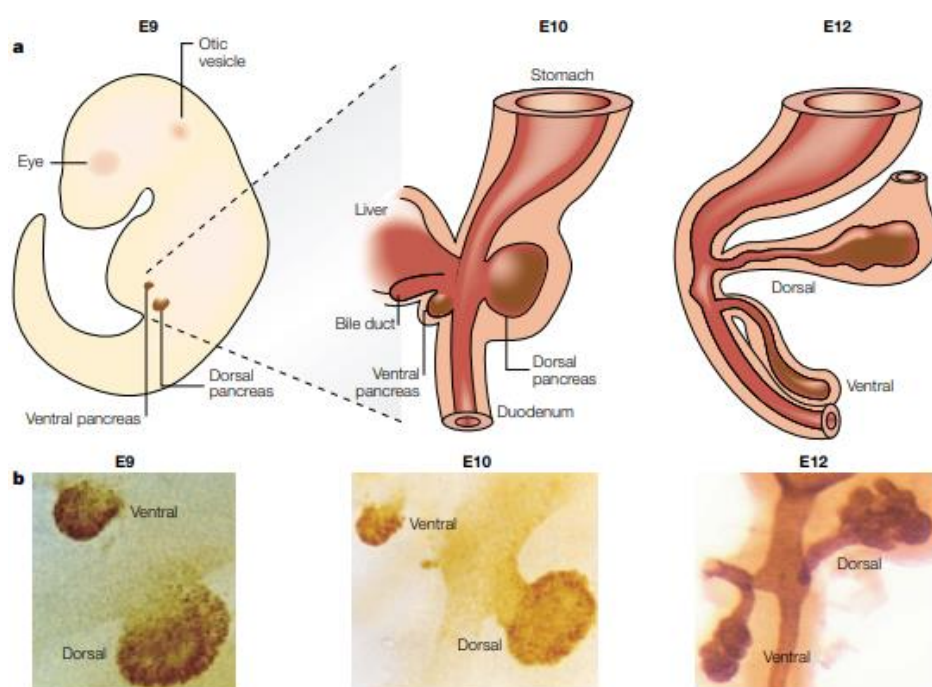 E9
E10
E12
a
Otic
vesicle
Eye
Ventral pancreas
Dorsal
pancreas
Stomach
Liver
Bile duct
Ventral
pancreas
Dorsal
pancreas
Duodenum
Dorsal
Ventral
E9
E10
E12
b
Ventral
Dorsal
Ventral
Dorsal
Dorsal
Ventral